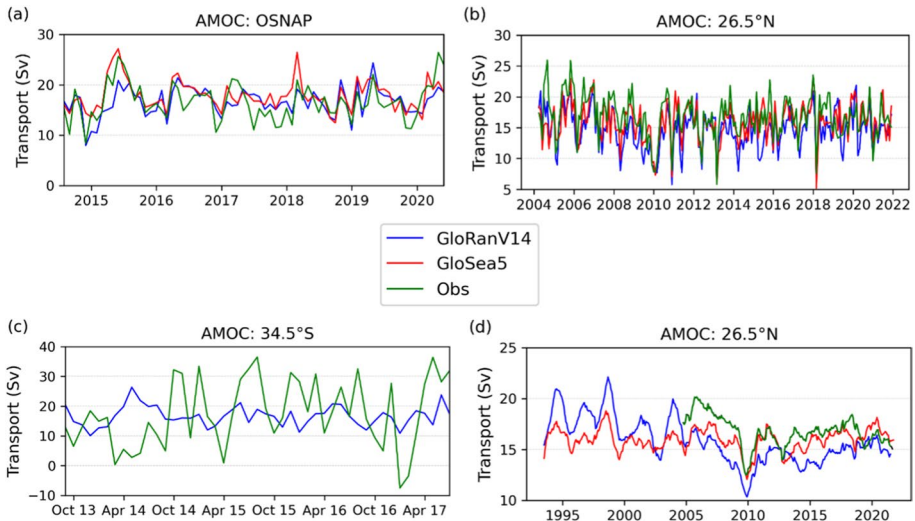 (a)
AMOC: OSNAP
Transport (Sv)
30
20
10
0
2015 2016 2017 2018 2019 2020
(b)
AMOC: 26.5°N
Transport (Sv)
30
25
20
15
10
5
2004 2006 2008 2010 2012 2014 2016 2018 2020 2022
GloRanV14
GloSea5
Obs
(c)
AMOC: 34.5°S
Transport (Sv)
40
30
20
10
0
−10
Oct 13 Apr 14 Oct 14 Apr 15 Oct 15 Apr 16 Oct 16 Apr 17
(d)
AMOC: 26.5°N
Transport (Sv)
25
20
15
10
1995 2000 2005 2010 2015 2020